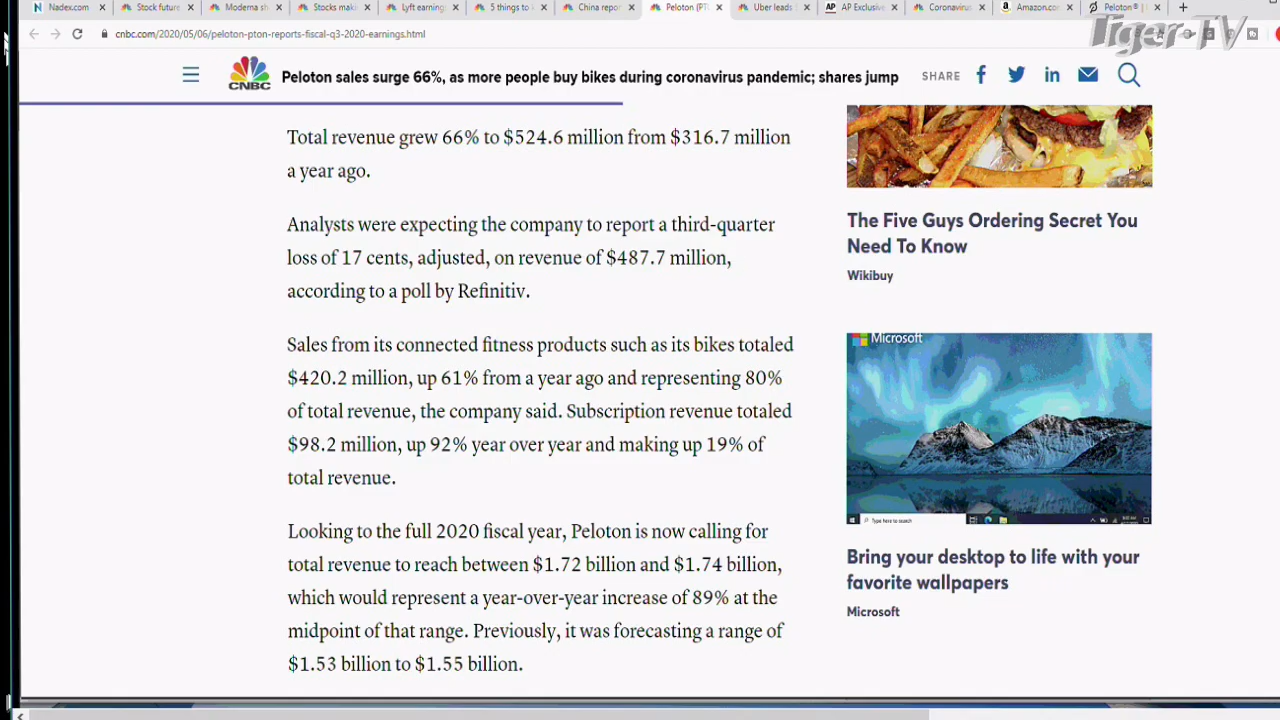 Nadex.com
Stock future
Moderna sh
Stocks maki
Lyft earning
5 things to
China repor
Peloton (PT
Uber leads
AP
AP Exclusive
Coronavirus
Amazon.co
Peloton®
Tiger-TV
cnbc.com/2020/05/06/peloton-pton-reports-fiscal-q3-2020-earnings.html
CNBC
Peloton sales surge 66%, as more people buy bikes during coronavirus pandemic; shares jump
SHARE
Total revenue grew 66% to $524.6 million from $316.7 million
a year ago.
Analysts were expecting the company to report a third-quarter
loss of 17 cents, adjusted, on revenue of $487.7 million,
according to a poll by Refinitiv.
Sales from its connected fitness products such as its bikes totaled
$420.2 million, up 61% from a year ago and representing 80%
of total revenue, the company said. Subscription revenue totaled
$98.2 million, up 92% year over year and making up 19% of
total revenue.
Looking to the full 2020 fiscal year, Peloton is now calling for
total revenue to reach between $1.72 billion and $1.74 billion,
which would represent a year-over-year increase of 89% at the
midpoint of that range. Previously, it was forecasting a range of
$1.53 billion to $1.55 billion.
The Five Guys Ordering Secret You
Need To Know
Wikibuy
Microsoft
Type here to search
Bring your desktop to life with your
favorite wallpapers
Microsoft